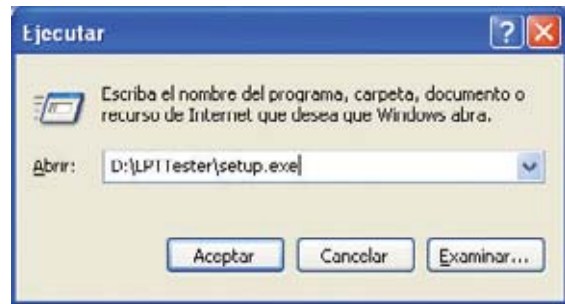 Ejecutar
Escriba el nombre del programa, carpeta, documento o
recurso de Internet que desea que Windows abra.
Abrir: D:\LPTTester\setup.exe
Aceptar Cancelar Examinar...